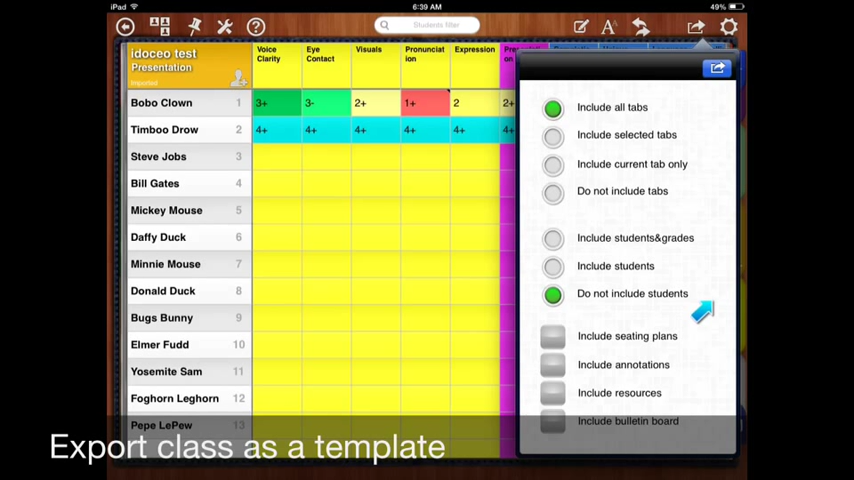 iPad
6:39 AM
49%
Students filter
idoceo test
Presentation
Imported
Voice
Clarity
Eye
Contact
Visuals
Pronunciat
ion
Expression
Bobo Clown 1 3+ 3- 2+ 1+ 2 2+
Timboo Drow 2 4+ 4+ 4+ 4+ 4+ 4+
Steve Jobs 3
Bill Gates 4
Mickey Mouse 5
Daffy Duck 6
Minnie Mouse 7
Donald Duck 8
Bugs Bunny 9
Elmer Fudd 10
Yosemite Sam 11
Foghorn Leghorn 12
Pepe LePew 13
Include all tabs
Include selected tabs
Include current tab only
Do not include tabs
Include students&grades
Include students
Do not include students
Include seating plans
Include annotations
Include resources
Include bulletin board
Export class as a template